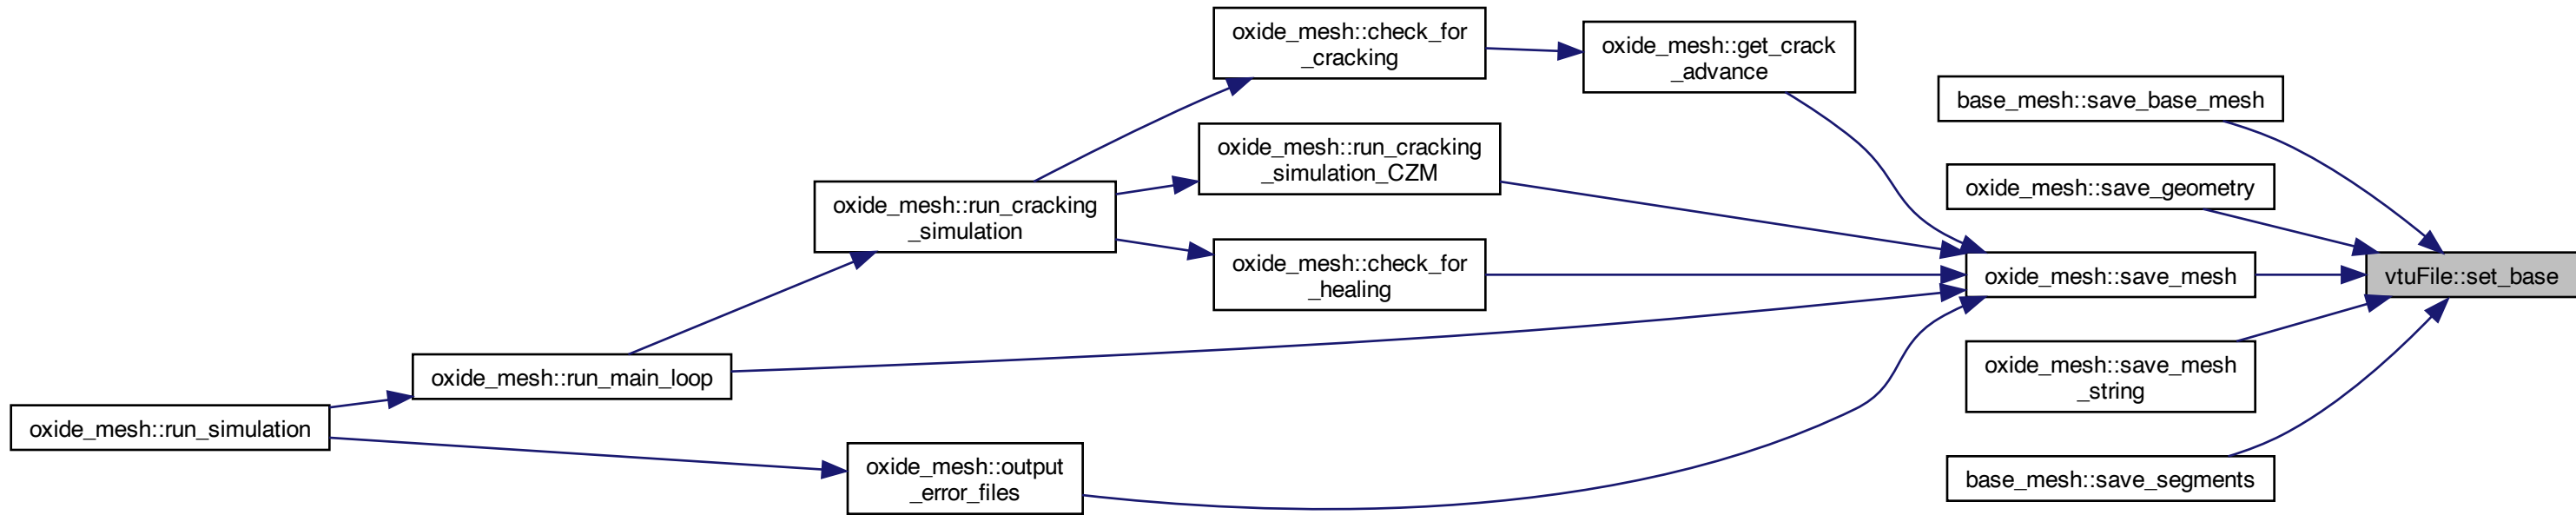 oxide_mesh::check_for
_cracking
oxide_mesh::get_crack
_advance
base_mesh::save_base_mesh
oxide_mesh::run_cracking
_simulation_CZM
oxide_mesh::save_geometry
oxide_mesh::run_cracking
_simulation
oxide_mesh::check_for
_healing
oxide_mesh::save_mesh
vtuFile::set_base
oxide_mesh::run_main_loop
oxide_mesh::save_mesh
_string
oxide_mesh::run_simulation
oxide_mesh::output
_error_files
base_mesh::save_segments